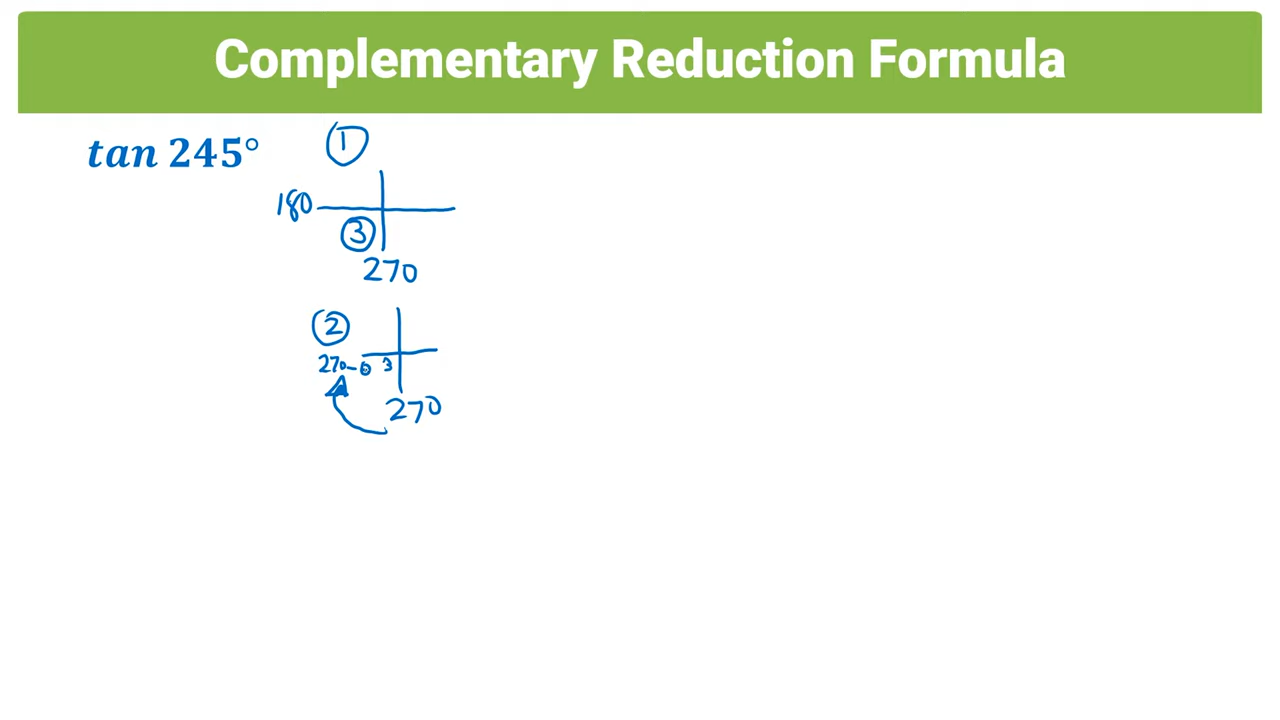 Complementary Reduction Formula
tan 245°
1
180
3
270
2
270-θ 3
270